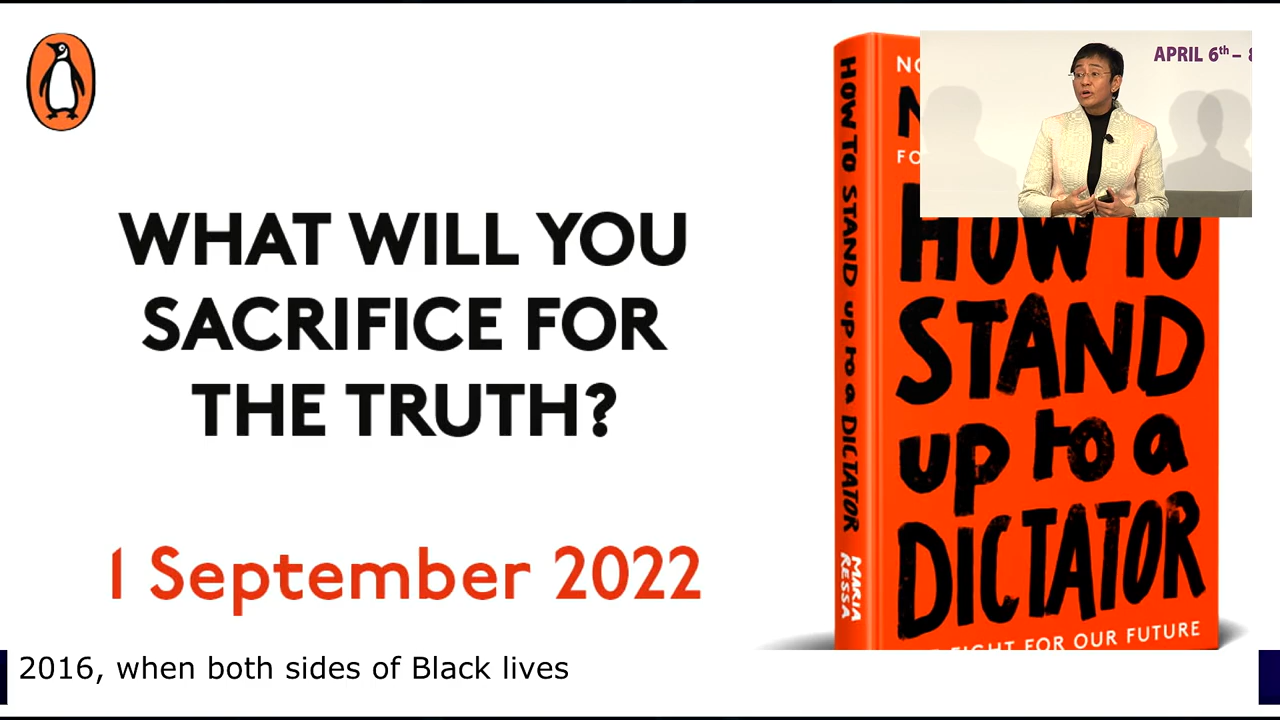 WHAT WILL YOU
SACRIFICE FOR
THE TRUTH?
1 September 2022
HOW TO STAND up to a DICTATOR
MARIA
RESSA
HOW TO
STAND
up to a
DICTATOR
FIGHT FOR OUR FUTURE
APRIL 6th –
2016, when both sides of Black lives